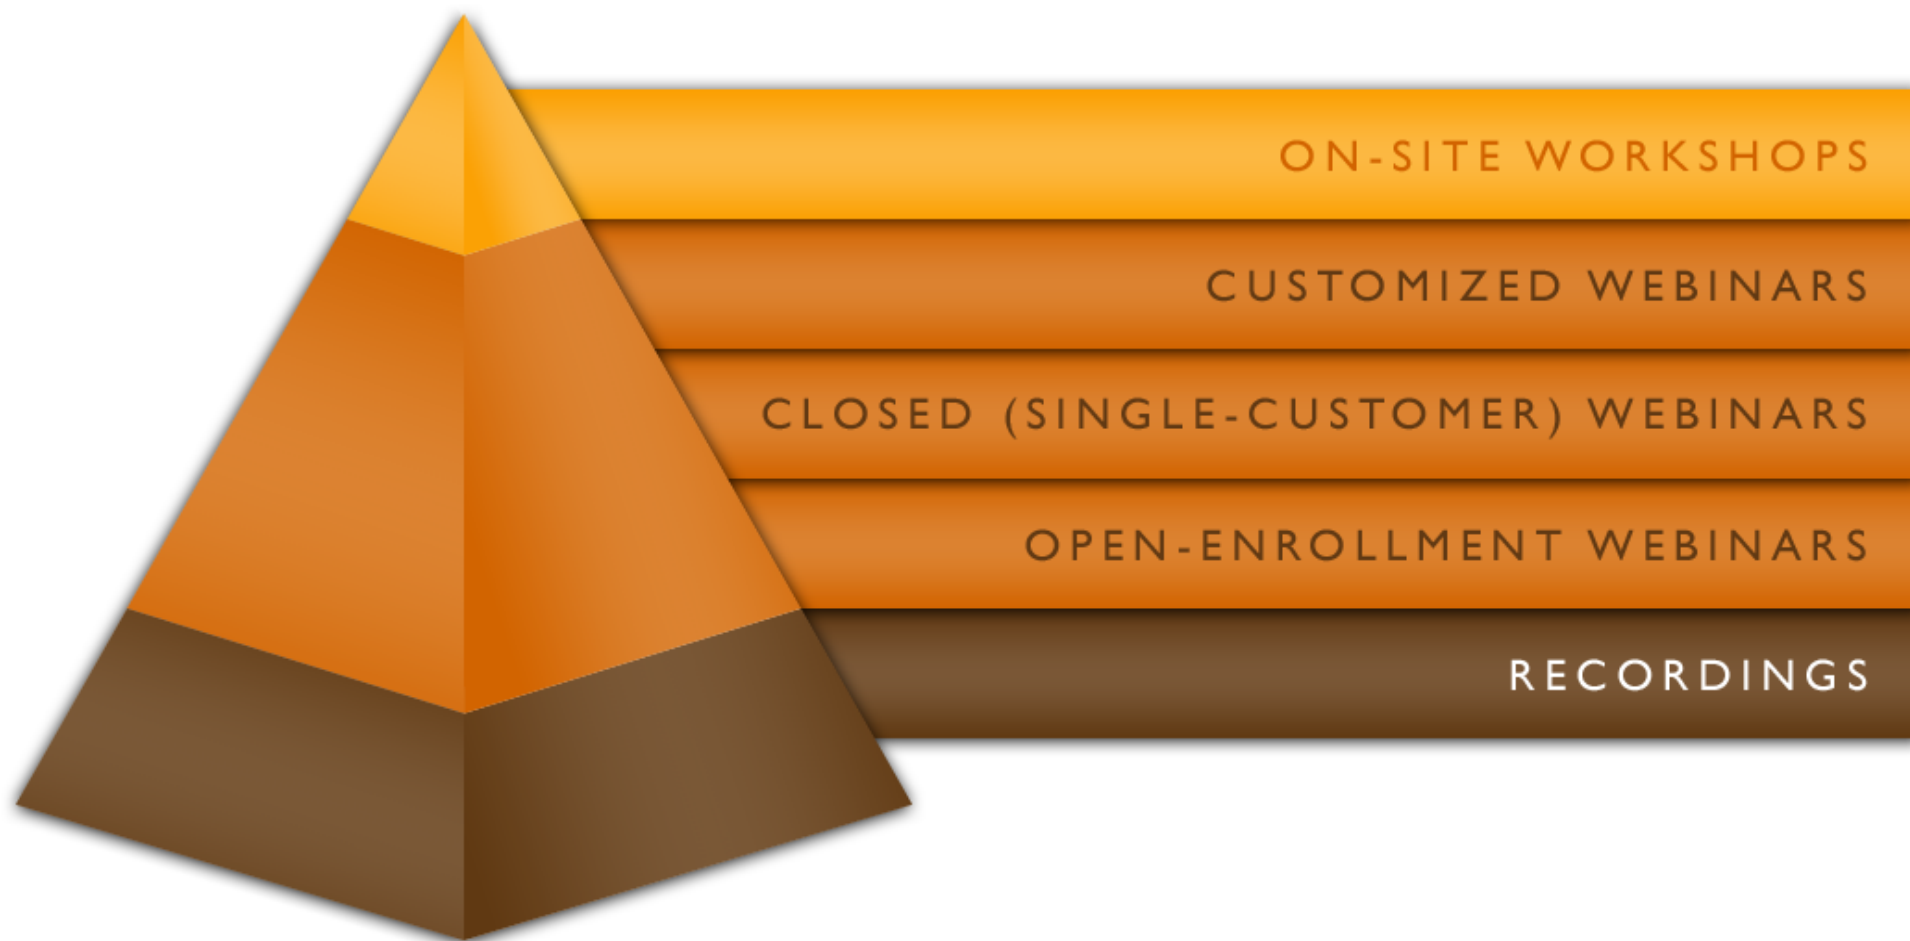 ON-SITE WORKSHOPS
CUSTOMIZED WEBINARS
CLOSED (SINGLE-CUSTOMER) WEBINARS
OPEN-ENROLLMENT WEBINARS
RECORDINGS